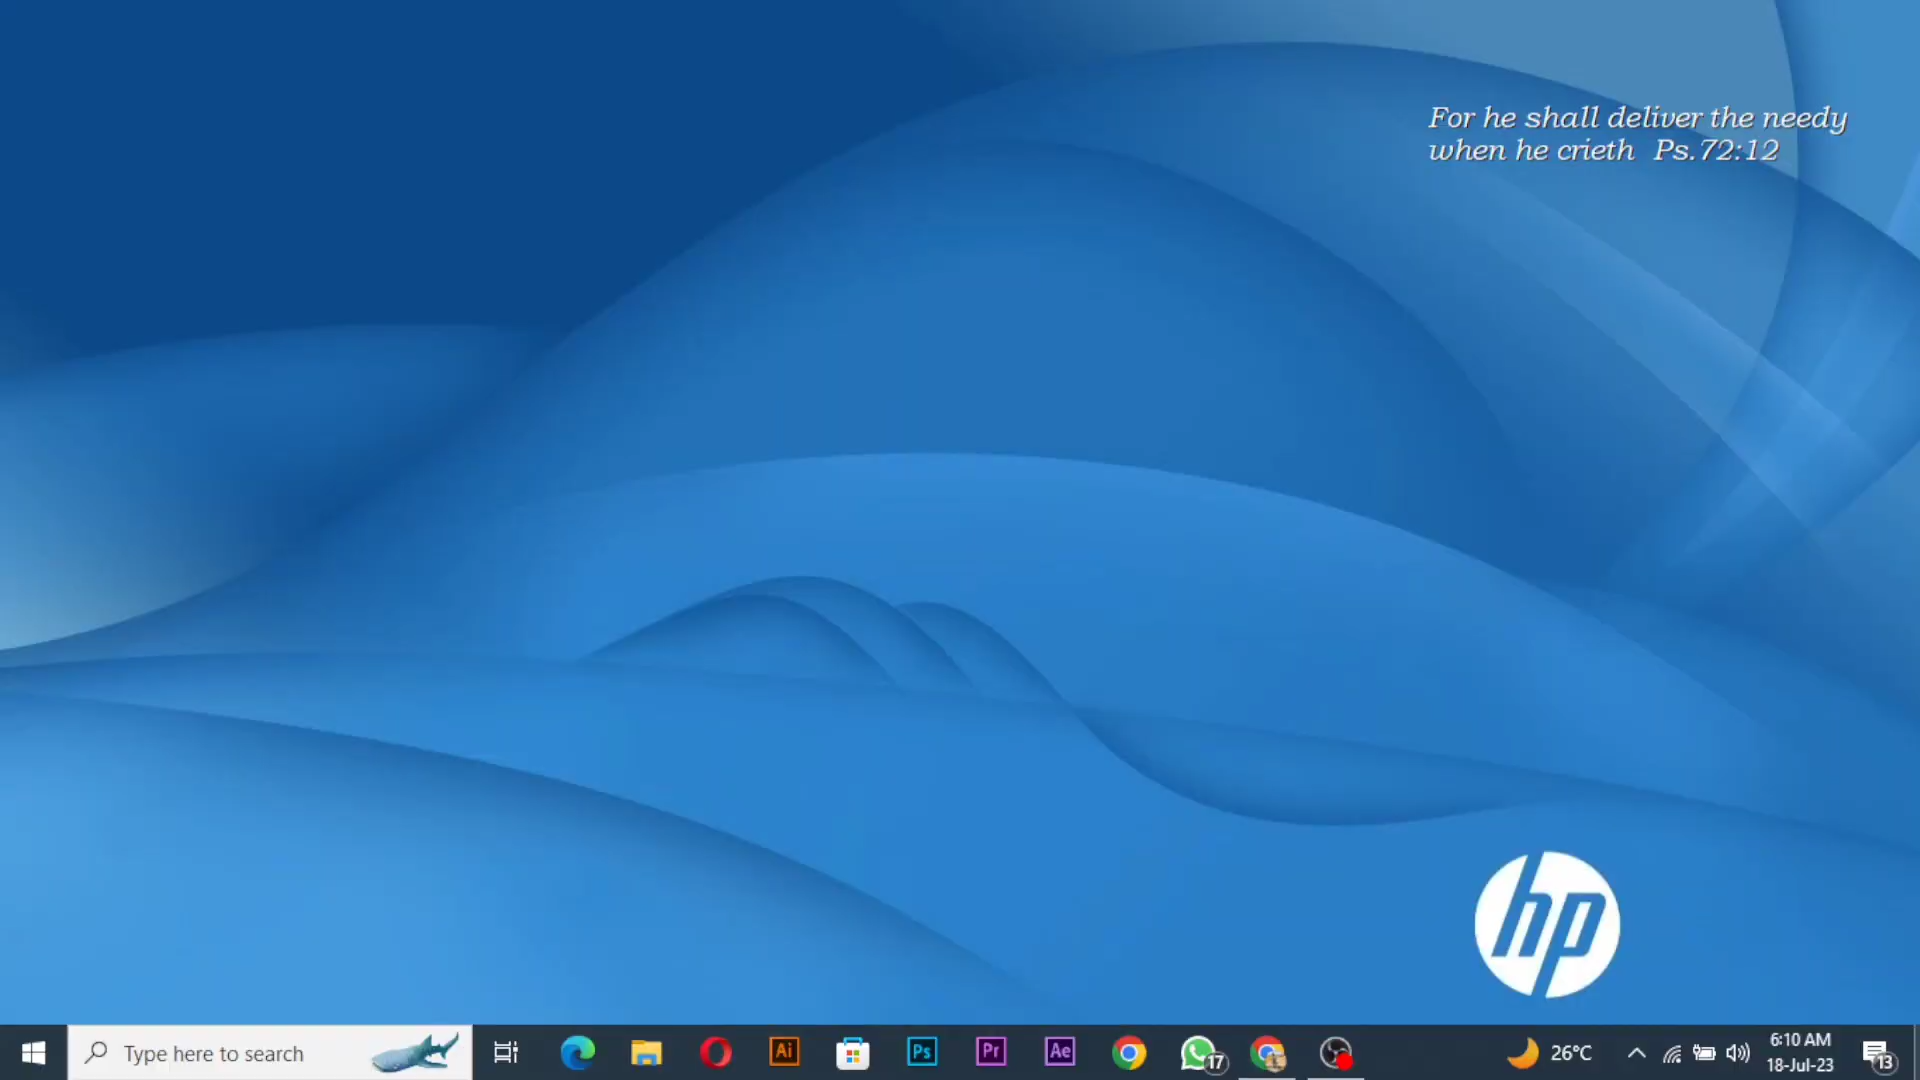 For he shall deliver the needy
when he crieth Ps.72:12
hp
Type here to search
Ai
Ps
Pr
Ae
17
26°C
6:10 AM
18-Jul-23
13